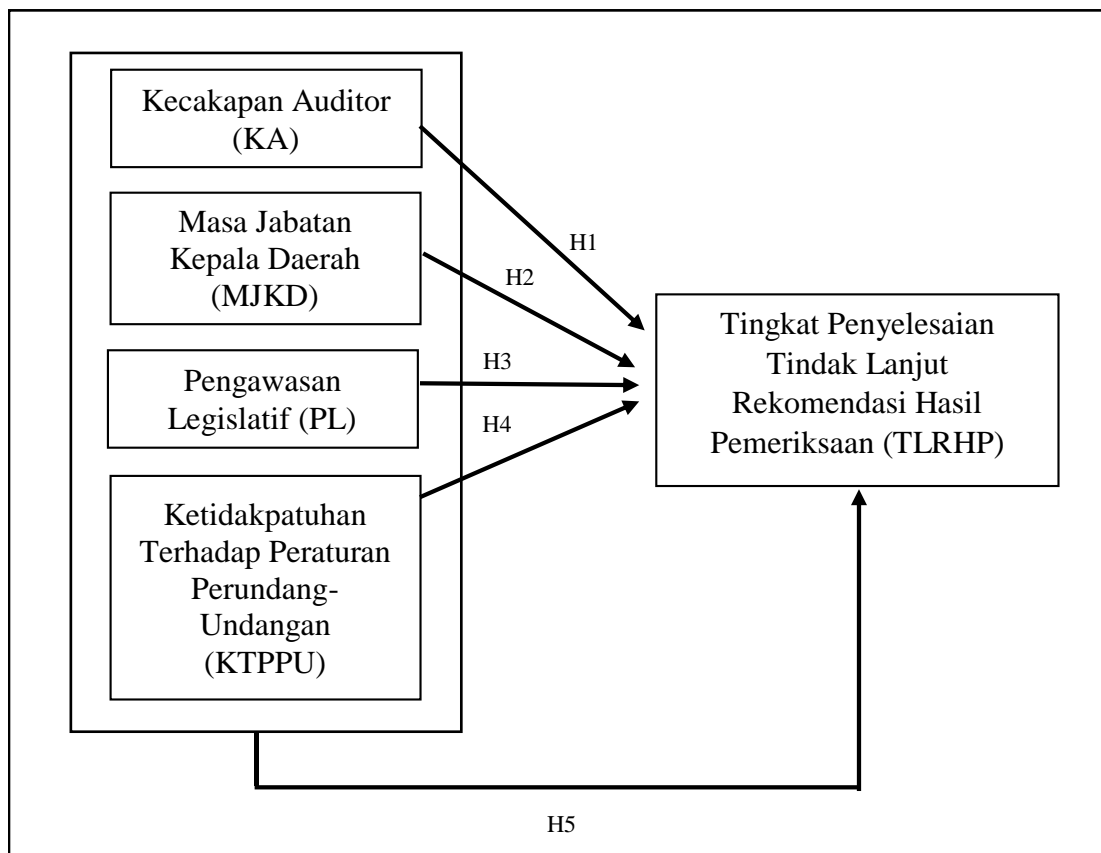 Kecakapan Auditor
(KA)
Masa Jabatan
Kepala Daerah
(MJKD)
Pengawasan
Legislatif (PL)
Ketidakpatuhan
Terhadap Peraturan
Perundang-
Undangan
(KTPPU)
H1
H2
H3
H4
Tingkat Penyelesaian
Tindak Lanjut
Rekomendasi Hasil
Pemeriksaan (TLRHP)
H5